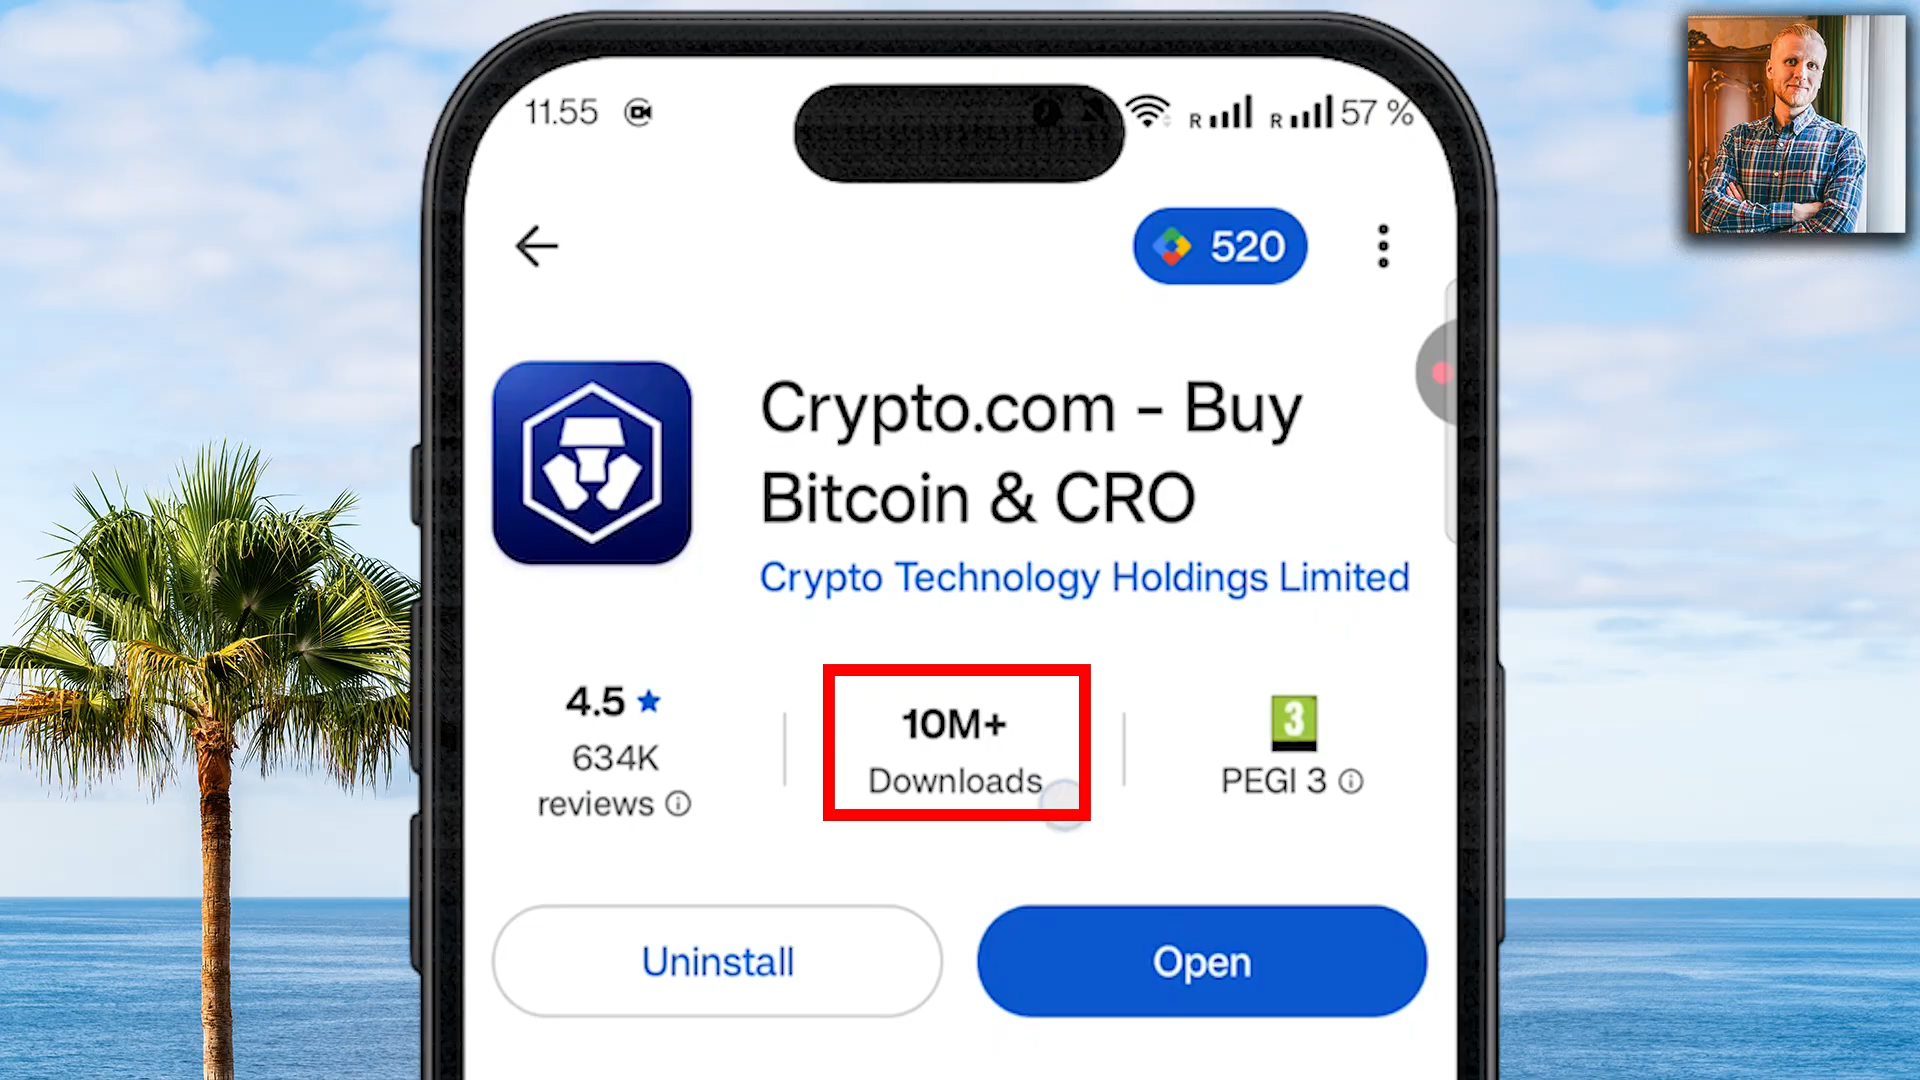 11.55
R R 57 %
520
Crypto.com - Buy
Bitcoin & CRO
Crypto Technology Holdings Limited
4.5
634K
reviews
10M+
Downloads
3
PEGI 3
Uninstall
Open